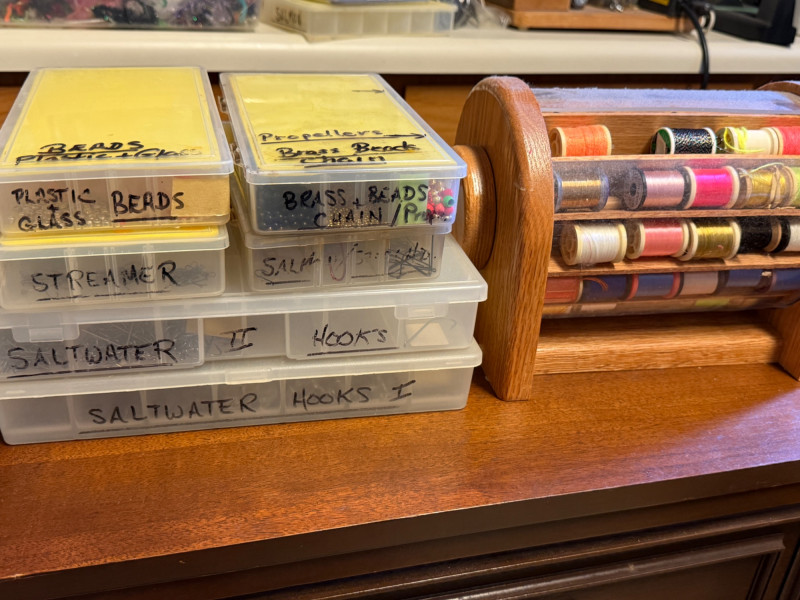 BEADS
Plastic + Glass
PLASTIC
+
GLASS BEADS
Propellers
Brass Beads
Chain
BRASS + BEADS
CHAIN /
STREAMER
SALTWATER II HOOKS
SALTWATER HOOKS I